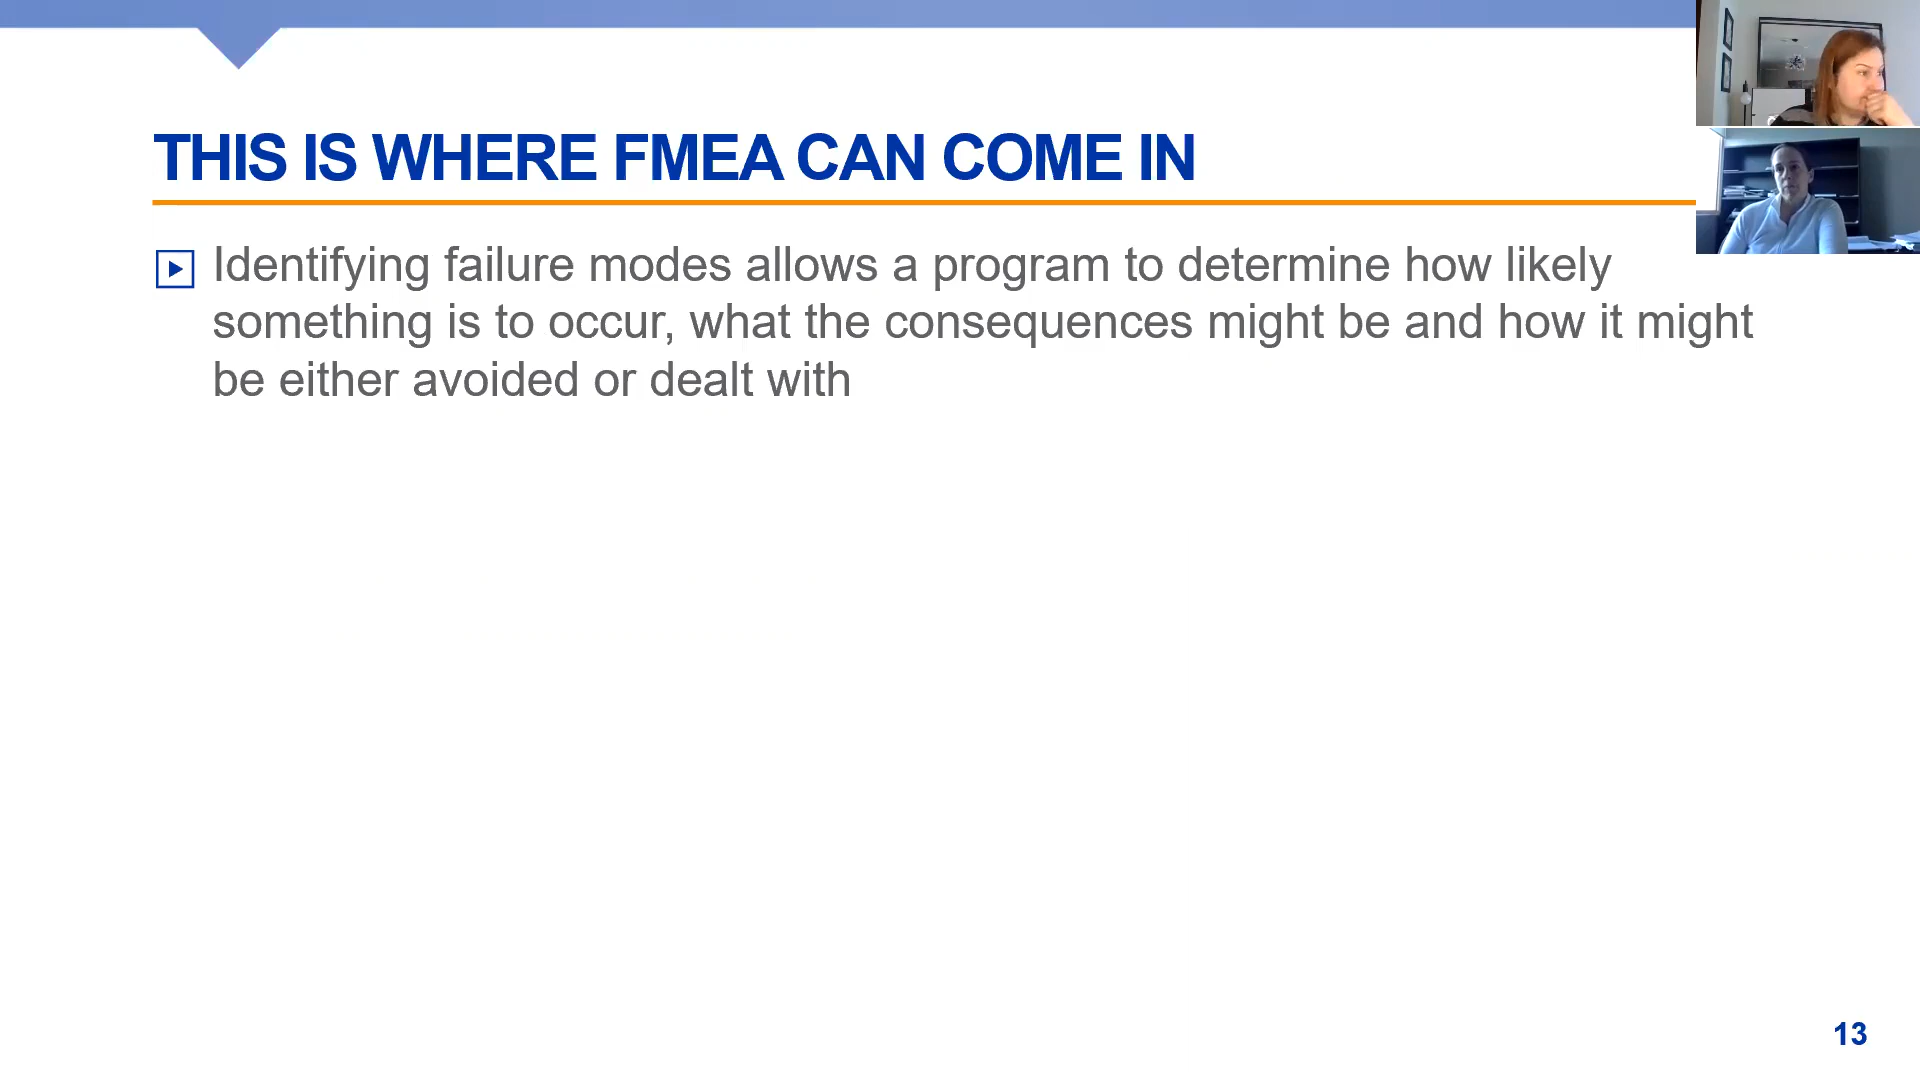 THIS IS WHERE FMEA CAN COME IN
Identifying failure modes allows a program to determine how likely
something is to occur, what the consequences might be and how it might
be either avoided or dealt with
13